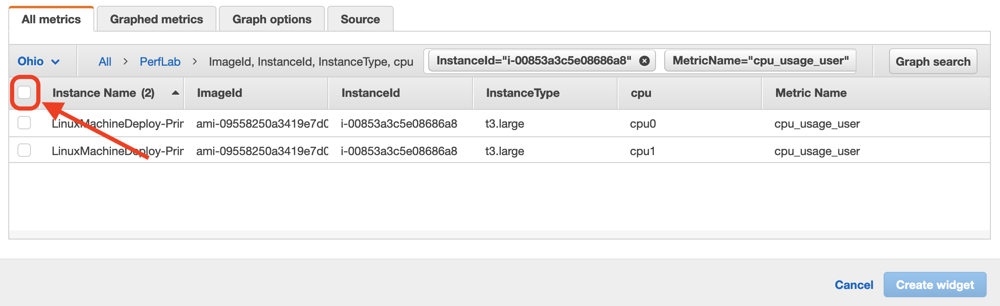 All metrics Graphed metrics Graph options Source
Ohio All > PerfLab > ImageId, InstanceId, InstanceType, cpu InstanceId="i-00853a3c5e08686a8" MetricName="cpu_usage_user" Graph search
Instance Name (2) ImageId InstanceId InstanceType cpu Metric Name
LinuxMachineDeploy-Prir ami-09558250a3419e7d0 i-00853a3c5e08686a8 t3.large cpu0 cpu_usage_user
LinuxMachineDeploy-Prir ami-09558250a3419e7d0 i-00853a3c5e08686a8 t3.large cpu1 cpu_usage_user
Cancel Create widget